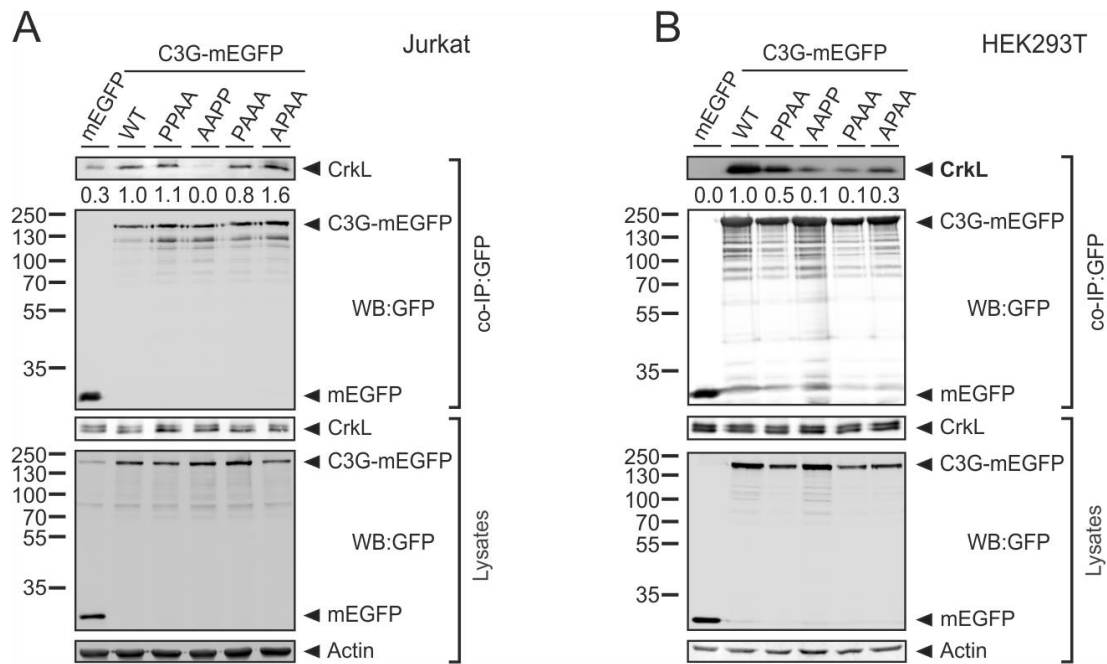 A
Jurkat
C3G-mEGFP
mEGFP WT PPAA AAPP PAAA APAA
CrkL
0.3 1.0 1.1 0.0 0.8 1.6
250
130
100
70
55
35
C3G-mEGFP
WB:GFP
mEGFP
co-IP:GFP
CrkL
250
130
100
70
55
35
C3G-mEGFP
WB:GFP
mEGFP
Actin
Lysates
B
HEK293T
C3G-mEGFP
mEGFP WT PPAA AAPP PAAA APAA
CrkL
0.0 1.0 0.5 0.1 0.1 0.3
250
130
100
70
55
35
C3G-mEGFP
WB:GFP
mEGFP
co-IP:GFP
CrkL
250
130
100
70
55
35
C3G-mEGFP
WB:GFP
mEGFP
Actin
Lysates